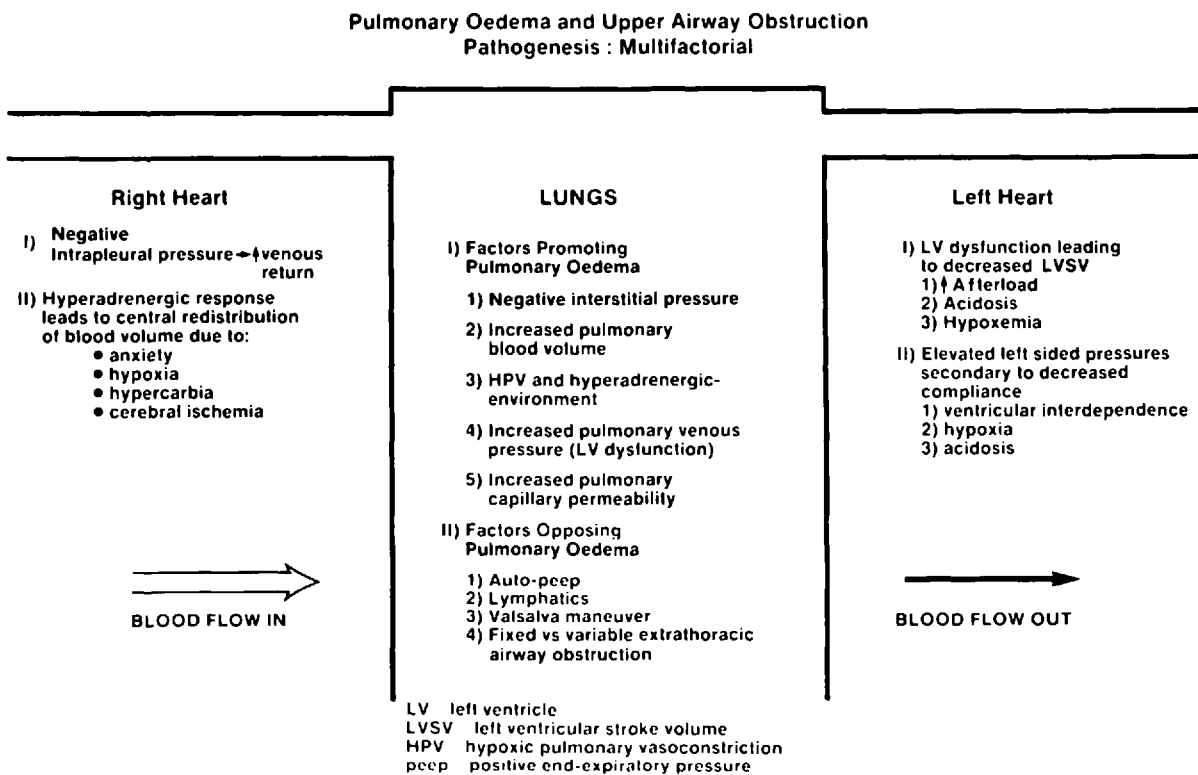 Pulmonary Oedema and Upper Airway Obstruction
Pathogenesis : Multifactorial
Right Heart
I) Negative
Intrapleural pressure→↑venous
return
II) Hyperadrenergic response
leads to central redistribution
of blood volume due to:
● anxiety
● hypoxia
● hypercarbia
● cerebral ischemia
BLOOD FLOW IN
LUNGS
I) Factors Promoting
Pulmonary Oedema
1) Negative interstitial pressure
2) Increased pulmonary
blood volume
3) HPV and hyperadrenergic-
environment
4) Increased pulmonary venous
pressure (LV dysfunction)
5) Increased pulmonary
capillary permeability
II) Factors Opposing
Pulmonary Oedema
1) Auto-peep
2) Lymphatics
3) Valsalva maneuver
4) Fixed vs variable extrathoracic
airway obstruction
Left Heart
I) LV dysfunction leading
to decreased LVSV
1)↑ Afterload
2) Acidosis
3) Hypoxemia
II) Elevated left sided pressures
secondary to decreased
compliance
1) ventricular interdependence
2) hypoxia
3) acidosis
BLOOD FLOW OUT
LV left ventricle
LVSV left ventricular stroke volume
HPV hypoxic pulmonary vasoconstriction
peep positive end-expiratory pressure